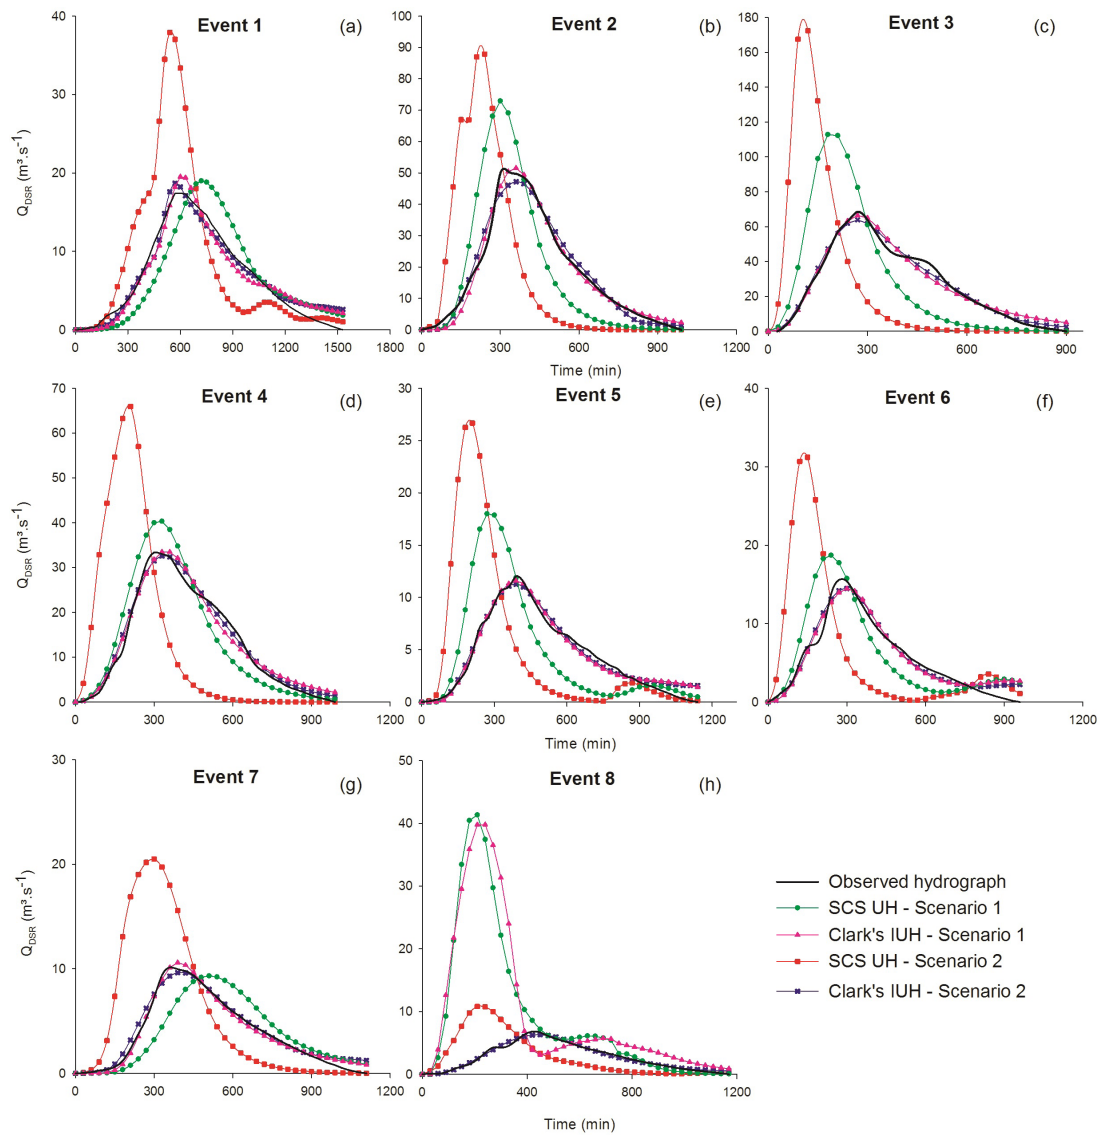 Event 1 (a)
Event 2 (b)
Event 3 (c)
Q_DSR (m³.s⁻¹)
50
40
30
20
10
0
0 300 600 900 1200 1500 1800
100
90
80
70
60
50
40
30
20
10
0
0 300 600 900 1200
180
160
140
120
100
80
60
40
20
0
0 300 600 900
Time (min)
Event 4 (d)
Event 5 (e)
Event 6 (f)
Q_DSR (m³.s⁻¹)
70
60
50
40
30
20
10
0
0 300 600 900 1200
30
25
20
15
10
5
0
0 300 600 900 1200
40
30
20
10
0
0 300 600 900 1200
Time (min)
Event 7 (g)
Event 8 (h)
Q_DSR (m³.s⁻¹)
30
20
10
0
0 300 600 900 1200
50
40
30
20
10
0
0 400 800 1200
Time (min)
Observed hydrograph
SCS UH - Scenario 1
Clark's IUH - Scenario 1
SCS UH - Scenario 2
Clark's IUH - Scenario 2